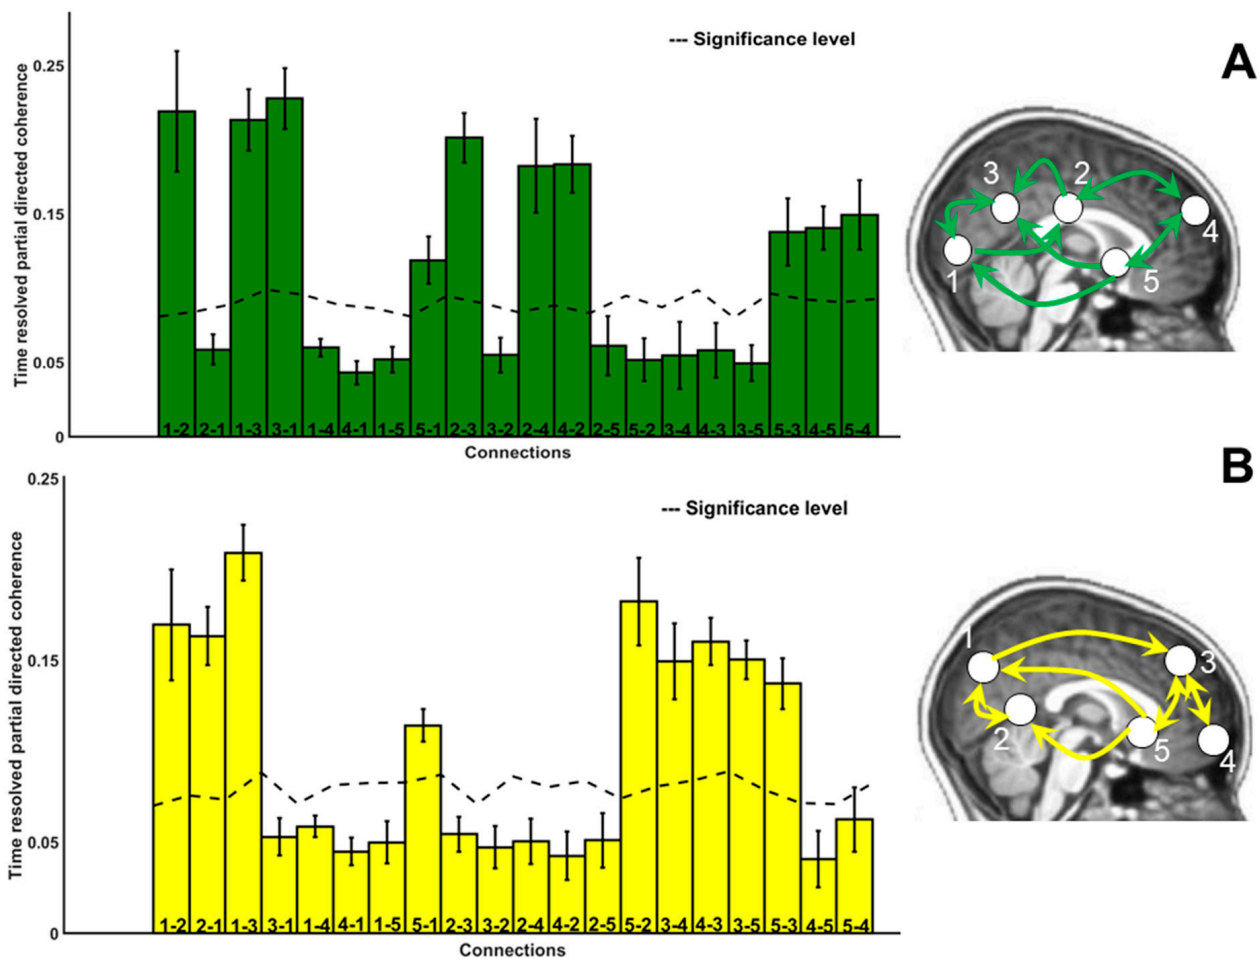 --- Significance level
A
Time resolved partial directed coherence
0.25
0.15
0.05
0
1-2 2-1 1-3 3-1 1-4 4-1 1-5 5-1 2-3 3-2 2-4 4-2 2-5 5-2 3-4 4-3 3-5 5-3 4-5 5-4
Connections
3 2
4
1 5
B
--- Significance level
Time resolved partial directed coherence
0.25
0.15
0.05
0
1-2 2-1 1-3 3-1 1-4 4-1 1-5 5-1 2-3 3-2 2-4 4-2 2-5 5-2 3-4 4-3 3-5 5-3 4-5 5-4
Connections
1
3
2 5 4